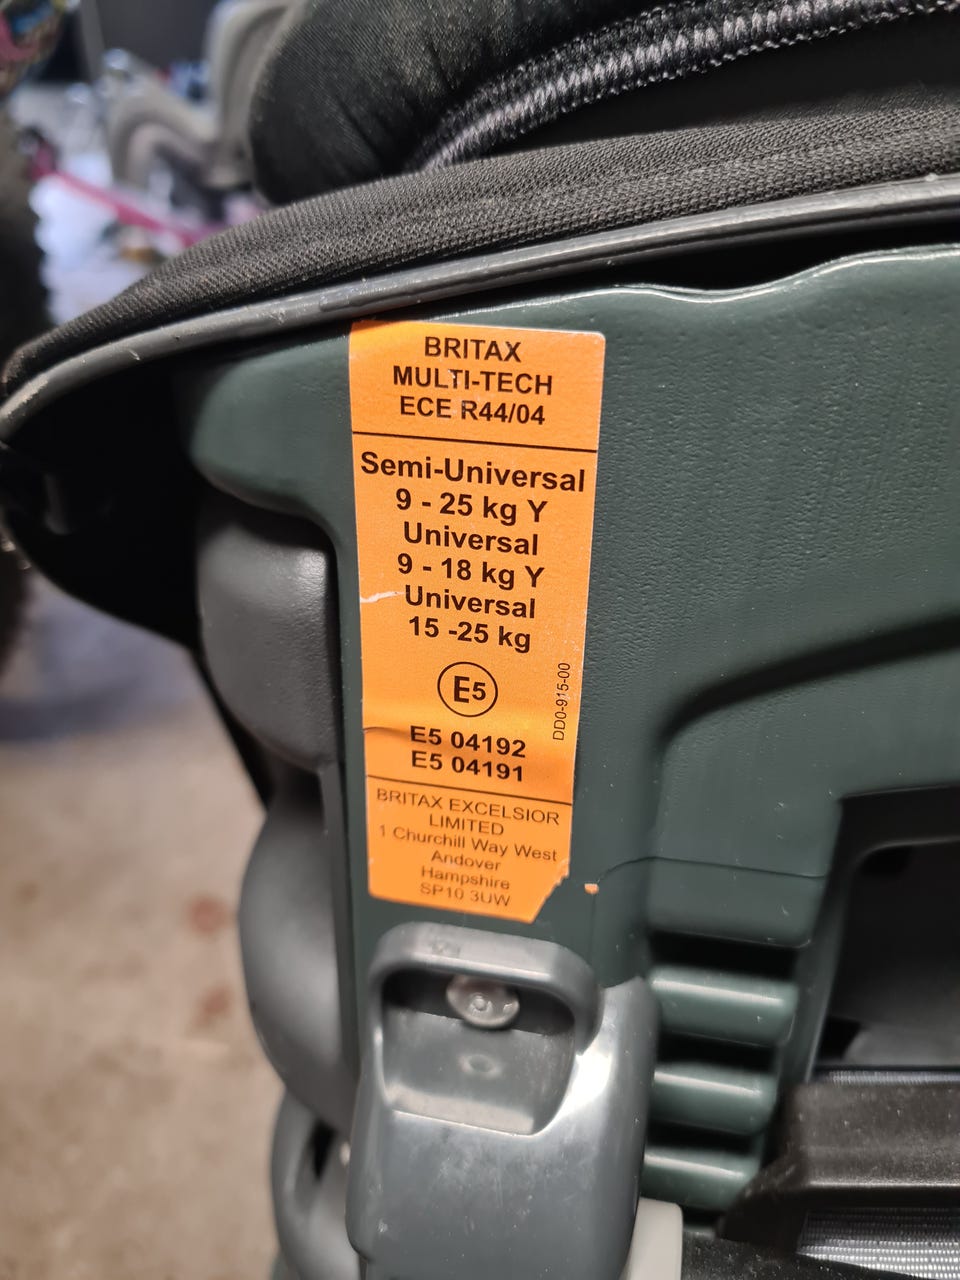 BRITAX
MULTI-TECH
ECE R44/04
Semi-Universal
9 - 25 kg Y
Universal
9 - 18 kg Y
Universal
15 -25 kg
E5
DD0-915-00
E5 04192
E5 04191
BRITAX EXCELSIOR
LIMITED
1 Churchill Way West
Andover
Hampshire
SP10 3UW